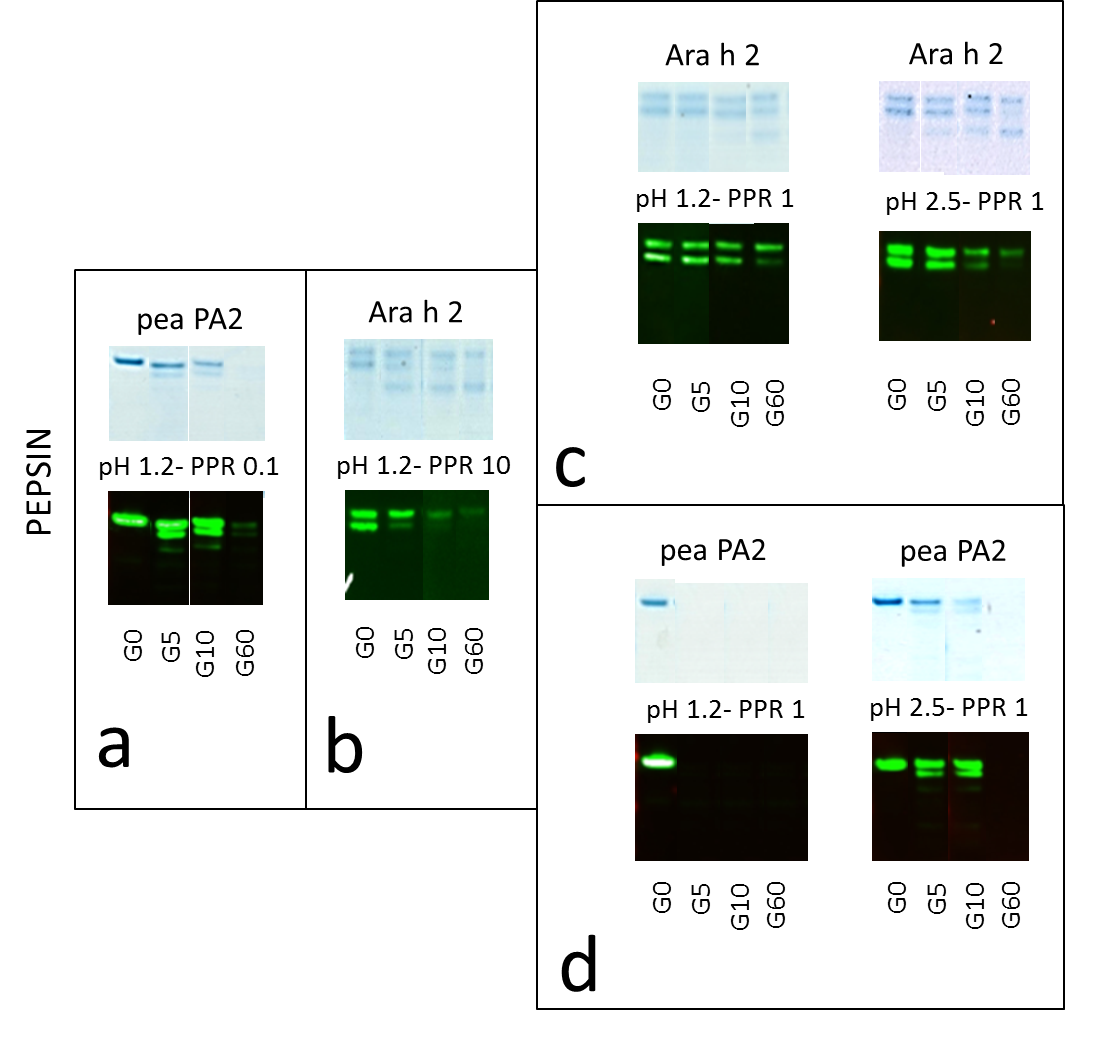 PEPSIN
pea PA2
pH 1.2- PPR 0.1
G0 G5 G10 G60
a
Ara h 2
pH 1.2- PPR 10
G0 G5 G10 G60
b
Ara h 2
pH 1.2- PPR 1
G0 G5 G10 G60
Ara h 2
pH 2.5- PPR 1
G0 G5 G10 G60
c
pea PA2
pH 1.2- PPR 1
G0 G5 G10 G60
pea PA2
pH 2.5- PPR 1
G0 G5 G10 G60
d